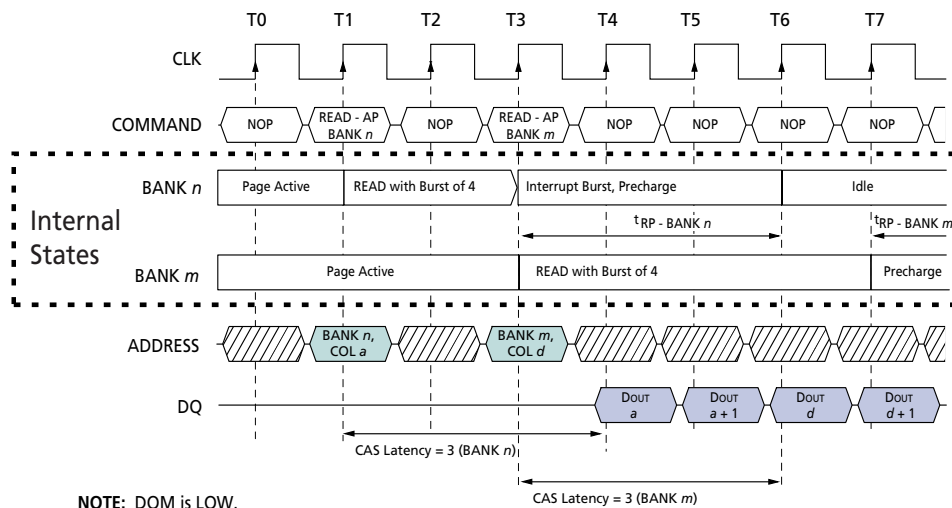 T0 T1 T2 T3 T4 T5 T6 T7
CLK
COMMAND NOP READ - AP BANK n NOP READ - AP BANK m NOP NOP NOP NOP
Internal States
BANK n Page Active READ with Burst of 4 Interrupt Burst, Precharge Idle
tRP - BANK n tRP - BANK m
BANK m Page Active READ with Burst of 4 Precharge
ADDRESS BANK n, COL a BANK m, COL d
DQ DOUT a DOUT a + 1 DOUT d DOUT d + 1
CAS Latency = 3 (BANK n)
CAS Latency = 3 (BANK m)
NOTE: DQM is LOW.